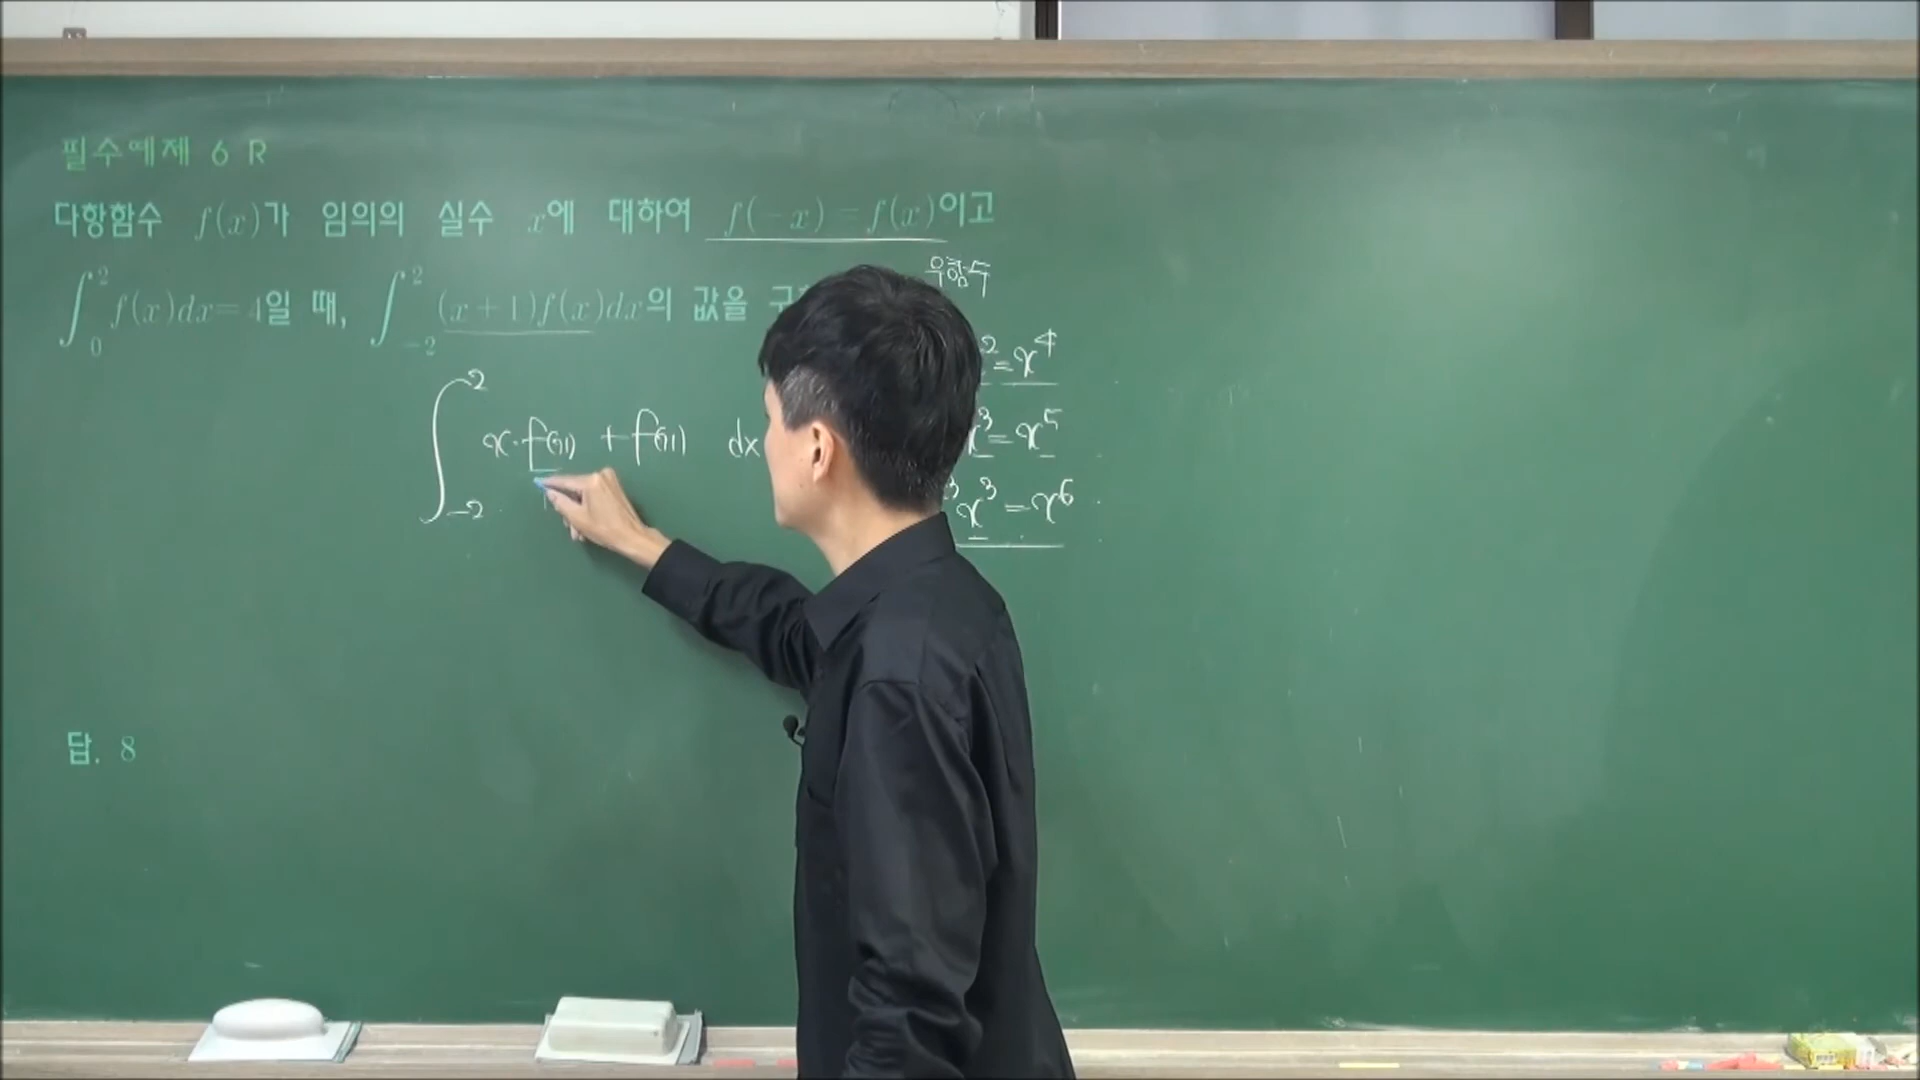 필수예제 6 R
다항함수 f(x)가 임의의 실수 x에 대하여 f(-x)=f(x)이고
∫₀² f(x)dx=4일 때, ∫₋₂² (x+1)f(x)dx의 값을
우함수
∫₋₂² x·f(x) + f(x) dx
² = x⁴
x³ = x⁵
³x³ = x⁶
답. 8